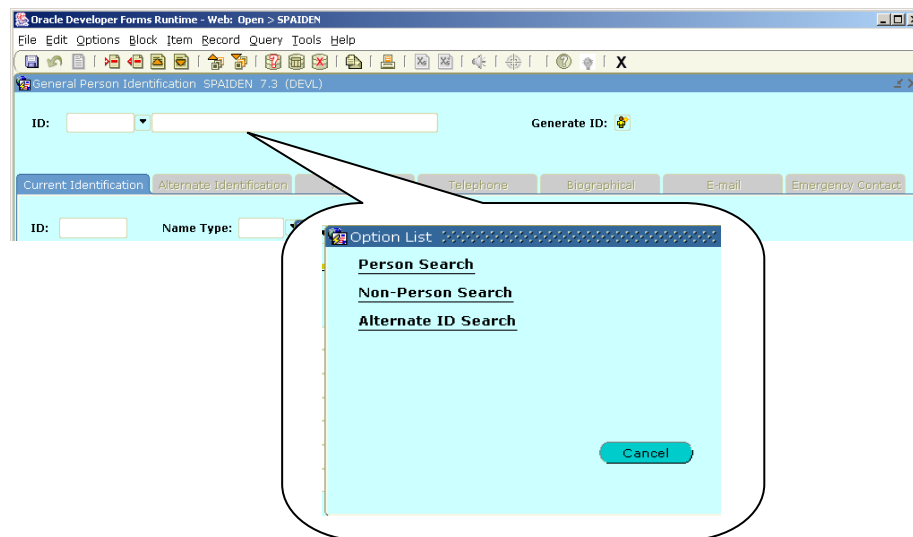 Oracle Developer Forms Runtime - Web: Open > SPAIDEN
File Edit Options Block Item Record Query Tools Help
X
General Person Identification SPAIDEN 7.3 (DEVL)
ID: Generate ID:
Current Identification Alternate Identification Telephone Biographical E-mail Emergency Contact
ID: Name Type:
Option List
Person Search
Non-Person Search
Alternate ID Search
Cancel